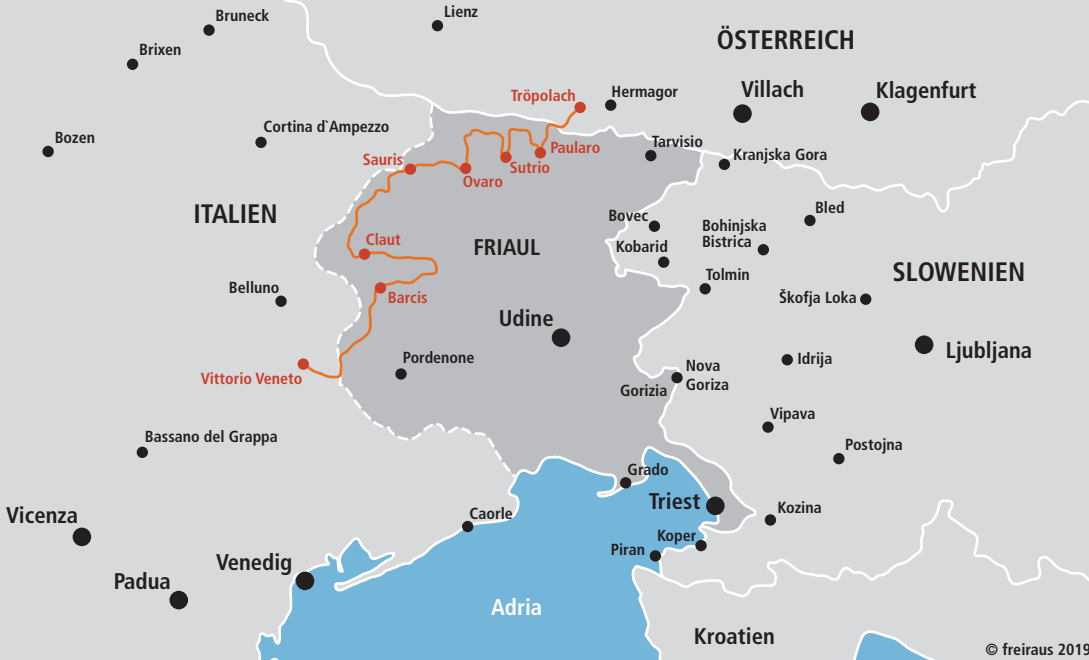 Lienz
Bruneck
ÖSTERREICH
Brixen
Villach
Klagenfurt
Hermagor
Tröpolach
Cortina d`Ampezzo
Bozen
Tarvisio
Paularo
Kranjska Gora
Sauris
Sutrio
Ovaro
ITALIEN
Bled
Bovec
Bohinjska
Bistrica
Claut
FRIAUL
Kobarid
SLOWENIEN
Tolmin
Belluno
Barcis
Škofja Loka
Udine
Ljubljana
Pordenone
Idrija
Nova
Goriza
Vittorio Veneto
Gorizia
Vipava
Bassano del Grappa
Postojna
Grado
Triest
Vicenza
Caorle
Kozina
Koper
Piran
Venedig
Padua
Adria
Kroatien
© freiraus 2019